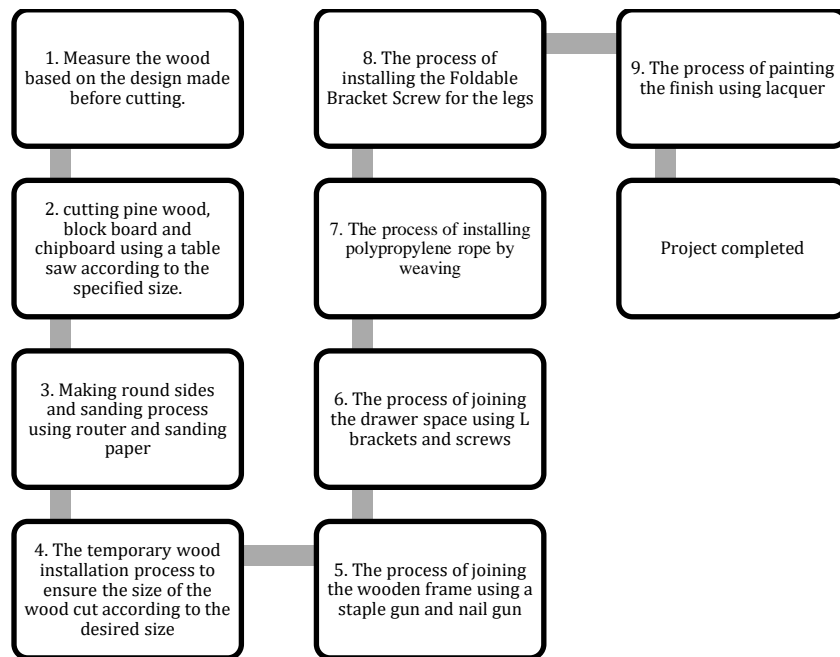 1. Measure the wood
based on the design made
before cutting.
2. cutting pine wood,
block board and
chipboard using a table
saw according to the
specified size.
3. Making round sides
and sanding process
using router and sanding
paper
4. The temporary wood
installation process to
ensure the size of the
wood cut according to the
desired size
5. The process of joining
the wooden frame using a
staple gun and nail gun
6. The process of joining
the drawer space using L
brackets and screws
7. The process of installing
polypropylene rope by
weaving
8. The process of
installing the Foldable
Bracket Screw for the legs
9. The process of painting
the finish using lacquer
Project completed